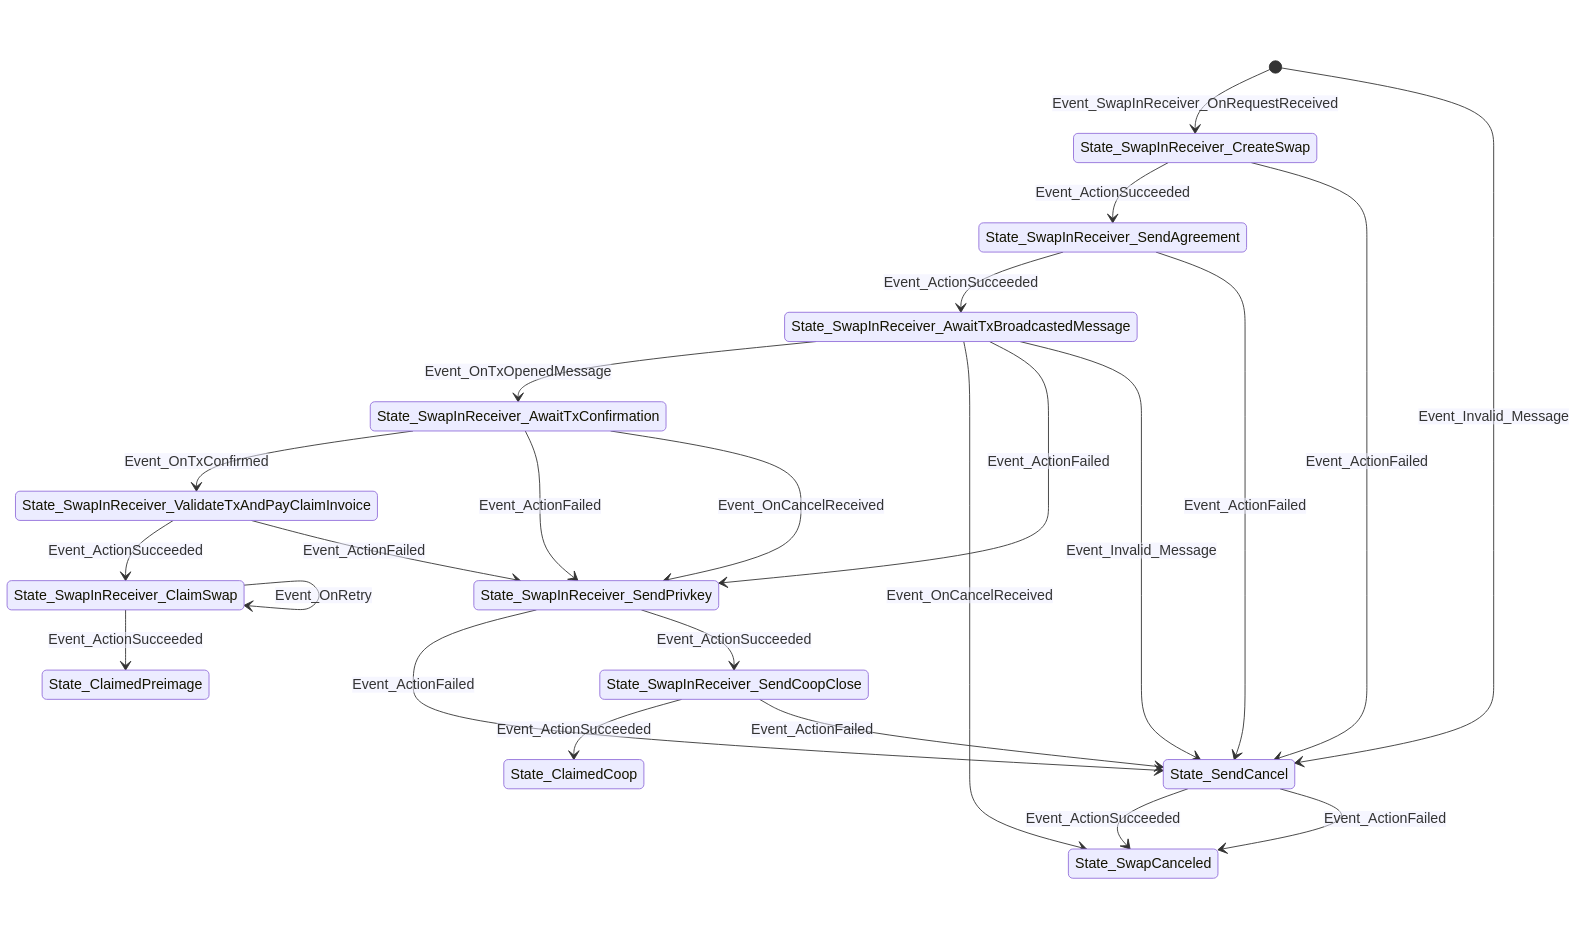 Event_SwapInReceiver_OnRequestReceived
State_SwapInReceiver_CreateSwap
Event_ActionSucceeded
State_SwapInReceiver_SendAgreement
Event_ActionSucceeded
State_SwapInReceiver_AwaitTxBroadcastedMessage
Event_OnTxOpenedMessage
State_SwapInReceiver_AwaitTxConfirmation
Event_Invalid_Message
Event_OnTxConfirmed
Event_ActionFailed
Event_ActionFailed
State_SwapInReceiver_ValidateTxAndPayClaimInvoice
Event_ActionFailed
Event_OnCancelReceived
Event_ActionFailed
Event_ActionSucceeded
Event_ActionFailed
Event_Invalid_Message
State_SwapInReceiver_ClaimSwap
Event_OnRetry
State_SwapInReceiver_SendPrivkey
Event_OnCancelReceived
Event_ActionSucceeded
Event_ActionSucceeded
State_ClaimedPreimage
Event_ActionFailed
State_SwapInReceiver_SendCoopClose
Event_ActionSucceeded
Event_ActionFailed
State_ClaimedCoop
State_SendCancel
Event_ActionSucceeded
Event_ActionFailed
State_SwapCanceled